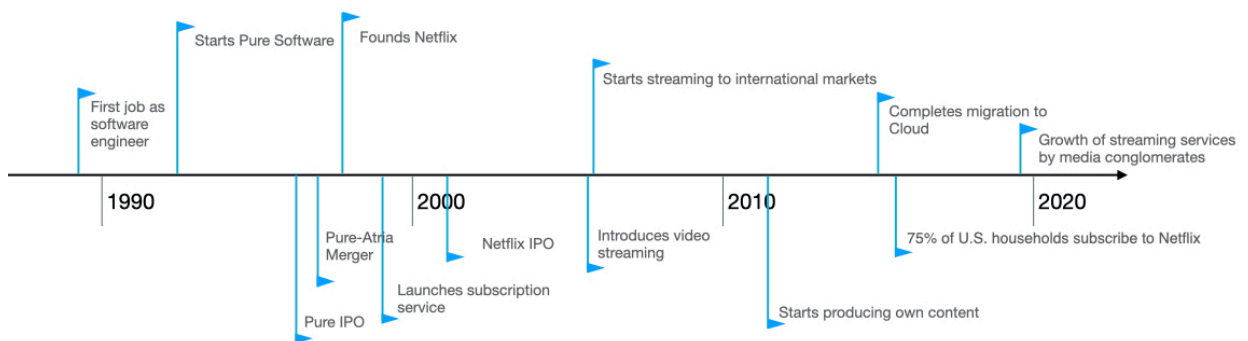 Starts Pure Software
Founds Netflix
First job as
software
engineer
Starts streaming to international markets
Completes migration to
Cloud
Growth of streaming services
by media conglomerates
1990
2000
2010
2020
Pure-Atria
Merger
Netflix IPO
Introduces video
streaming
75% of U.S. households subscribe to Netflix
Launches subscription
service
Pure IPO
Starts producing own content